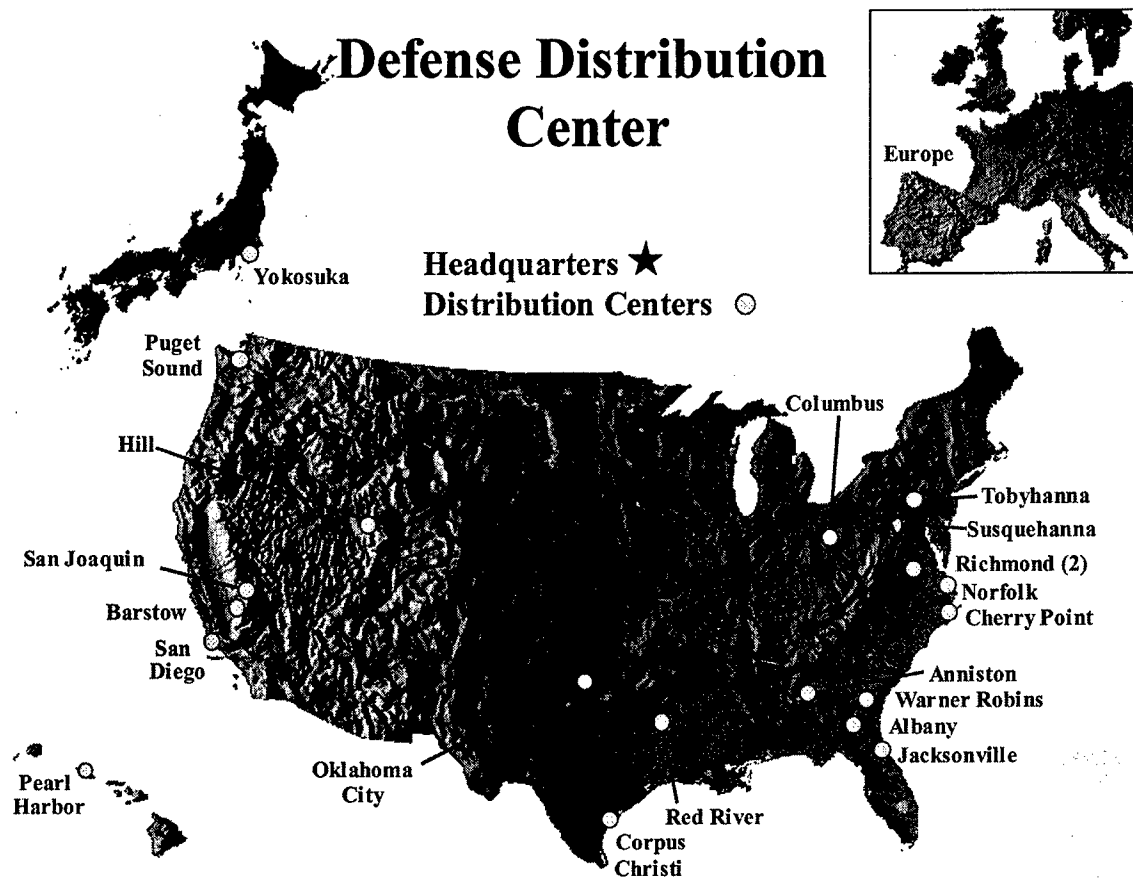 Defense Distribution
Center
Europe
Yokosuka
Headquarters
Distribution Centers
Puget
Sound
Columbus
Hill
Tobyhanna
Susquehanna
San Joaquin
Richmond (2)
Norfolk
Barstow
Cherry Point
San
Diego
Anniston
Warner Robins
Albany
Jacksonville
Oklahoma
City
Pearl
Harbor
Red River
Corpus
Christi